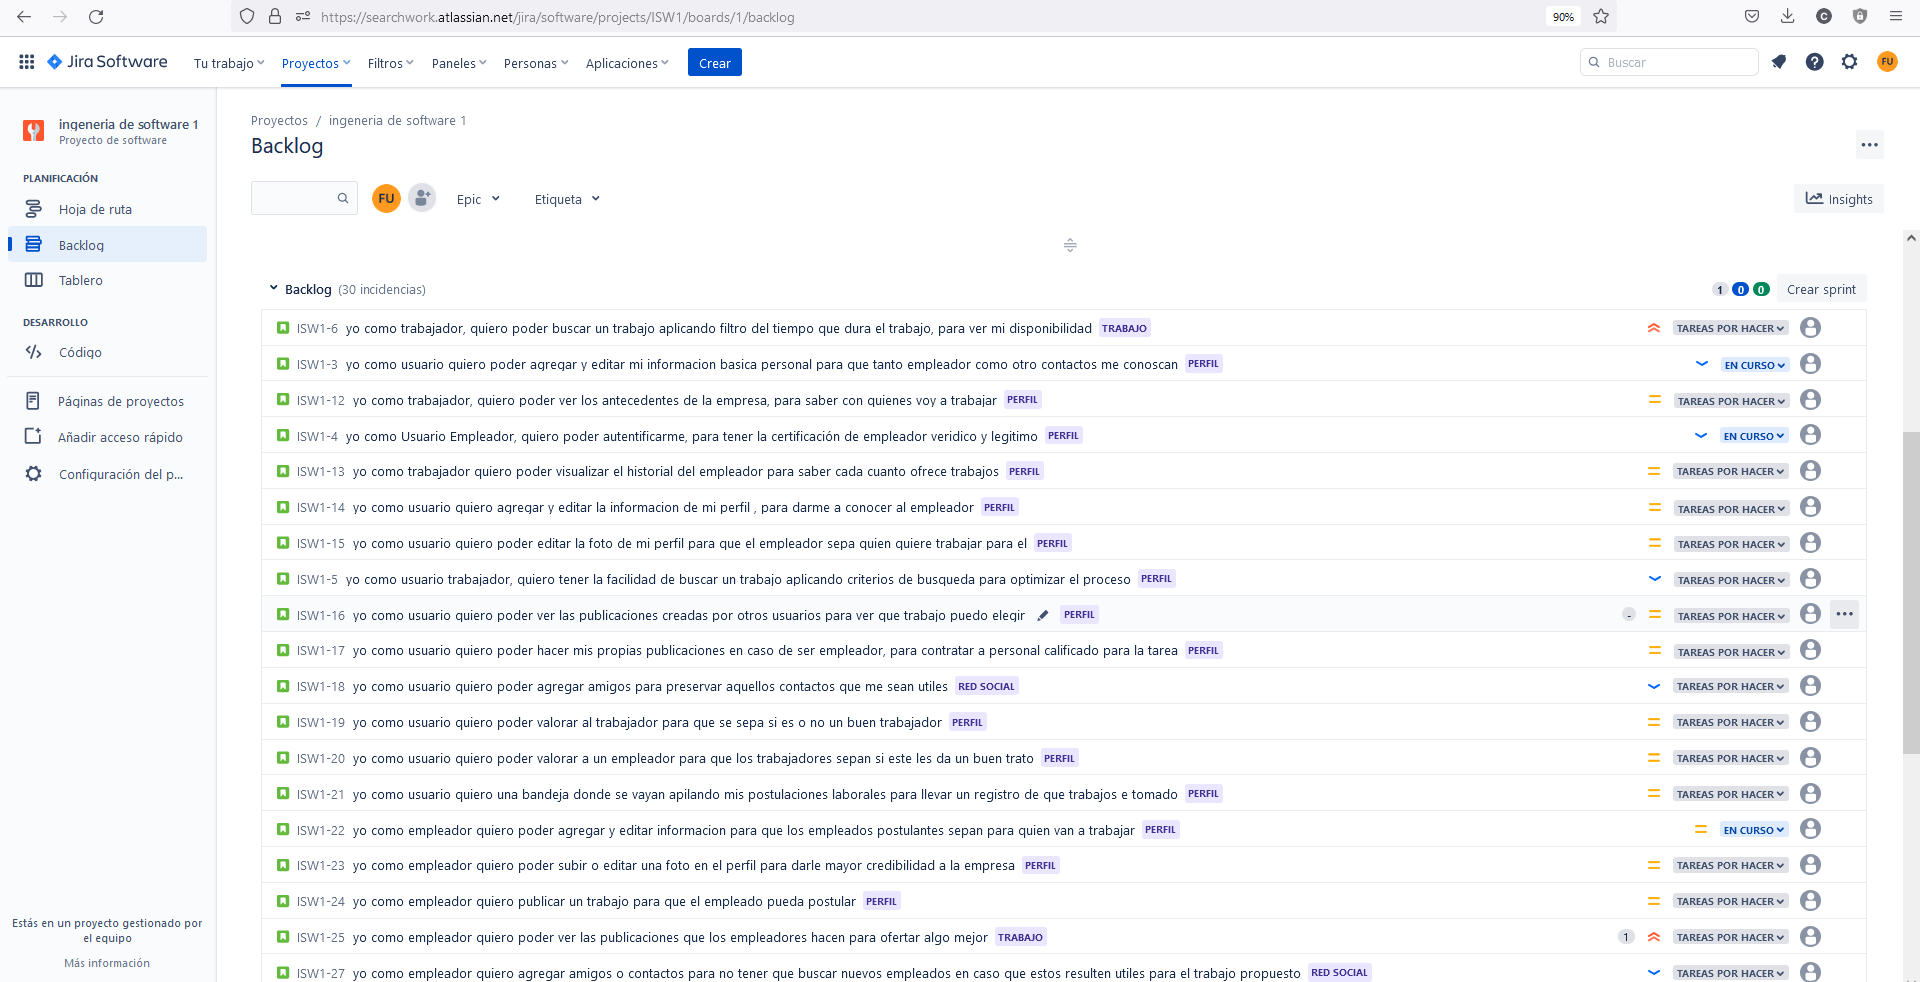 https://searchwork.atlassian.net/jira/software/projects/ISW1/boards/1/backlog
90%
C
Jira Software
Tu trabajo
Proyectos
Filtros
Paneles
Personas
Aplicaciones
Crear
Buscar
FU
ingeneria de software 1
Proyecto de software
PLANIFICACIÓN
Hoja de ruta
Backlog
Tablero
DESARROLLO
Código
Páginas de proyectos
Añadir acceso rápido
Configuración del p...
Estás en un proyecto gestionado por
el equipo
Más información
Proyectos / ingeneria de software 1
Backlog
FU
Epic
Etiqueta
Insights
Backlog (30 incidencias)
1 0 0 Crear sprint
ISW1-6 yo como trabajador, quiero poder buscar un trabajo aplicando filtro del tiempo que dura el trabajo, para ver mi disponibilidad TRABAJO TAREAS POR HACER
ISW1-3 yo como usuario quiero poder agregar y editar mi informacion basica personal para que tanto empleador como otro contactos me conoscan PERFIL EN CURSO
ISW1-12 yo como trabajador, quiero poder ver los antecedentes de la empresa, para saber con quienes voy a trabajar PERFIL TAREAS POR HACER
ISW1-4 yo como Usuario Empleador, quiero poder autentificarme, para tener la certificación de empleador veridico y legitimo PERFIL EN CURSO
ISW1-13 yo como trabajador quiero poder visualizar el historial del empleador para saber cada cuanto ofrece trabajos PERFIL TAREAS POR HACER
ISW1-14 yo como usuario quiero agregar y editar la informacion de mi perfil , para darme a conocer al empleador PERFIL TAREAS POR HACER
ISW1-15 yo como usuario quiero poder editar la foto de mi perfil para que el empleador sepa quien quiere trabajar para el PERFIL TAREAS POR HACER
ISW1-5 yo como usuario trabajador, quiero tener la facilidad de buscar un trabajo aplicando criterios de busqueda para optimizar el proceso PERFIL TAREAS POR HACER
ISW1-16 yo como usuario quiero poder ver las publicaciones creadas por otros usuarios para ver que trabajo puedo elegir PERFIL - TAREAS POR HACER
ISW1-17 yo como usuario quiero poder hacer mis propias publicaciones en caso de ser empleador, para contratar a personal calificado para la tarea PERFIL TAREAS POR HACER
ISW1-18 yo como usuario quiero poder agregar amigos para preservar aquellos contactos que me sean utiles RED SOCIAL TAREAS POR HACER
ISW1-19 yo como usuario quiero poder valorar al trabajador para que se sepa si es o no un buen trabajador PERFIL TAREAS POR HACER
ISW1-20 yo como usuario quiero poder valorar a un empleador para que los trabajadores sepan si este les da un buen trato PERFIL TAREAS POR HACER
ISW1-21 yo como usuario quiero una bandeja donde se vayan apilando mis postulaciones laborales para llevar un registro de que trabajos e tomado PERFIL TAREAS POR HACER
ISW1-22 yo como empleador quiero poder agregar y editar informacion para que los empleados postulantes sepan para quien van a trabajar PERFIL EN CURSO
ISW1-23 yo como empleador quiero poder subir o editar una foto en el perfil para darle mayor credibilidad a la empresa PERFIL TAREAS POR HACER
ISW1-24 yo como empleador quiero publicar un trabajo para que el empleado pueda postular PERFIL TAREAS POR HACER
ISW1-25 yo como empleador quiero poder ver las publicaciones que los empleadores hacen para ofertar algo mejor TRABAJO 1 TAREAS POR HACER
ISW1-27 yo como empleador quiero agregar amigos o contactos para no tener que buscar nuevos empleados en caso que estos resulten utiles para el trabajo propuesto RED SOCIAL TAREAS POR HACER